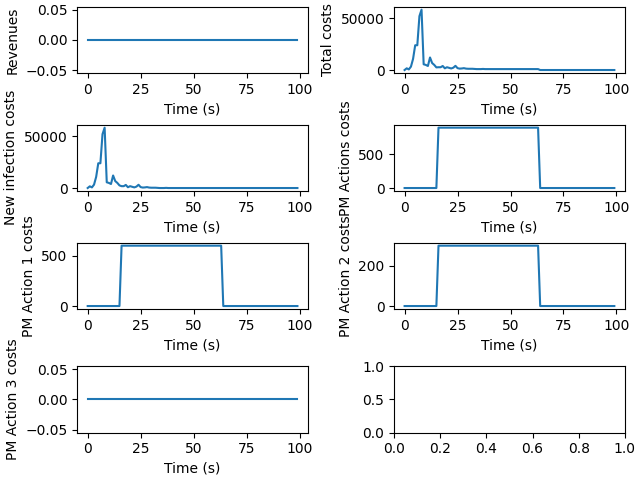 Revenues
0.05
0.00
−0.05
0 25 50 75 100
Time (s)
Total costs
50000
0
0 25 50 75 100
Time (s)
New infection costs
50000
0
0 25 50 75 100
Time (s)
PM Actions costs
500
0
0 25 50 75 100
Time (s)
PM Action 1 costs
500
0
0 25 50 75 100
Time (s)
PM Action 2 costs
200
0
0 25 50 75 100
Time (s)
PM Action 3 costs
0.05
0.00
−0.05
0 25 50 75 100
Time (s)
1.0
0.5
0.0
0.0 0.2 0.4 0.6 0.8 1.0